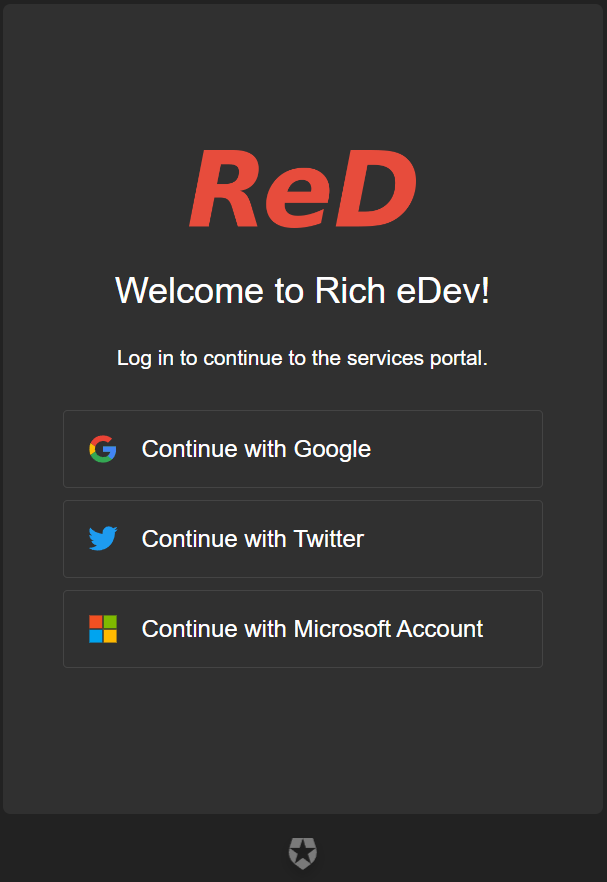 ReD
Welcome to Rich eDev!
Log in to continue to the services portal.
Continue with Google
Continue with Twitter
Continue with Microsoft Account